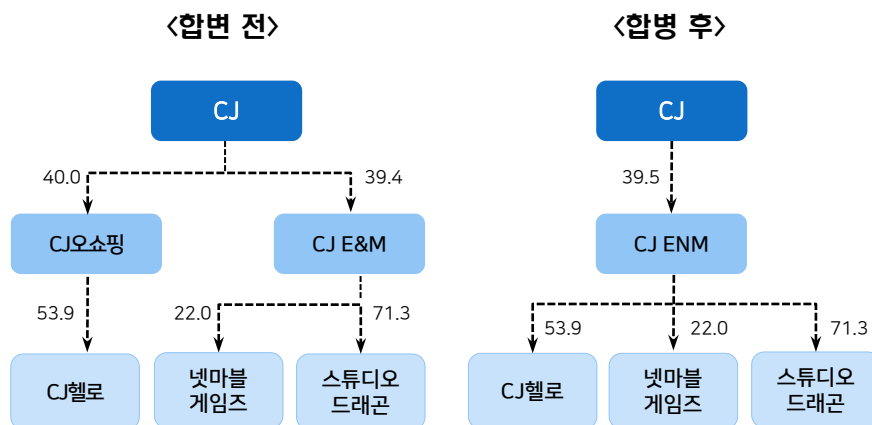 <합변 전>
CJ
40.0
39.4
CJ오쇼핑
CJ E&M
53.9
22.0
71.3
CJ헬로
넷마블
게임즈
스튜디오
드래곤
<합병 후>
CJ
39.5
CJ ENM
53.9
22.0
71.3
CJ헬로
넷마블
게임즈
스튜디오
드래곤